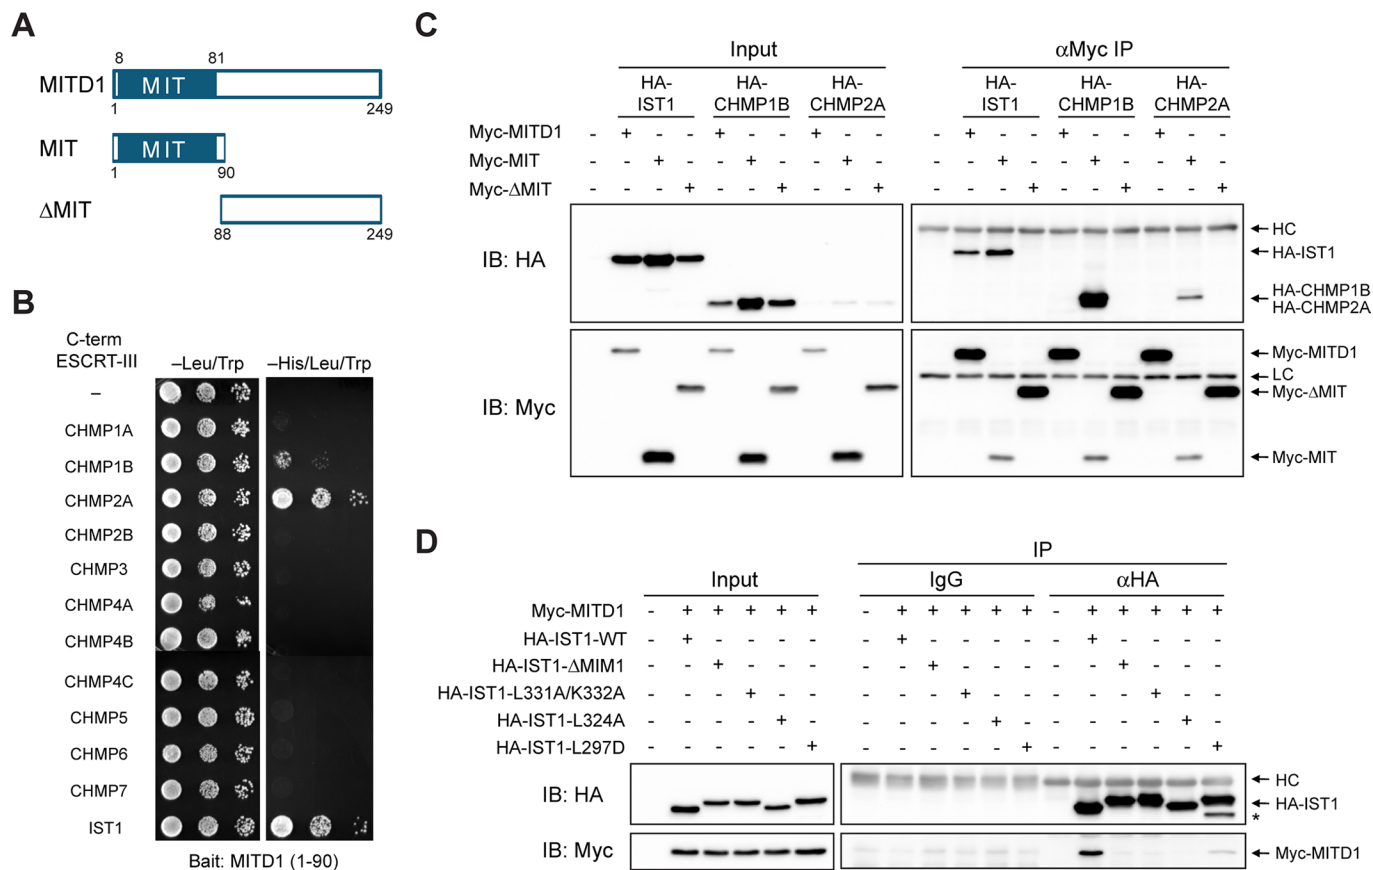 A
8 81
MITD1 MIT
1 249
MIT MIT
1 90
ΔMIT
88 249
B
C-term
ESCRT-III
–Leu/Trp –His/Leu/Trp
–
CHMP1A
CHMP1B
CHMP2A
CHMP2B
CHMP3
CHMP4A
CHMP4B
CHMP4C
CHMP5
CHMP6
CHMP7
IST1
Bait: MITD1 (1-90)
C
Input αMyc IP
HA- HA- HA- HA- HA- HA-
IST1 CHMP1B CHMP2A IST1 CHMP1B CHMP2A
Myc-MITD1 - + - - + - - + - - - + - - + - - + - -
Myc-MIT - - + - - + - - + - - - + - - + - - + -
Myc-ΔMIT - - - + - - + - - + - - - + - - + - - +
IB: HA
HC
HA-IST1
HA-CHMP1B
HA-CHMP2A
IB: Myc
Myc-MITD1
LC
Myc-ΔMIT
Myc-MIT
D
IP
Input IgG αHA
Myc-MITD1 - + + + + + - + + + + + - + + + + +
HA-IST1-WT - + - - - - - + - - - - - + - - - -
HA-IST1-ΔMIM1 - - + - - - - - + - - - - - + - - -
HA-IST1-L331A/K332A - - - + - - - - - + - - - - - + - -
HA-IST1-L324A - - - - + - - - - - + - - - - - + -
HA-IST1-L297D - - - - - + - - - - - + - - - - - +
IB: HA
HC
HA-IST1
*
IB: Myc
Myc-MITD1